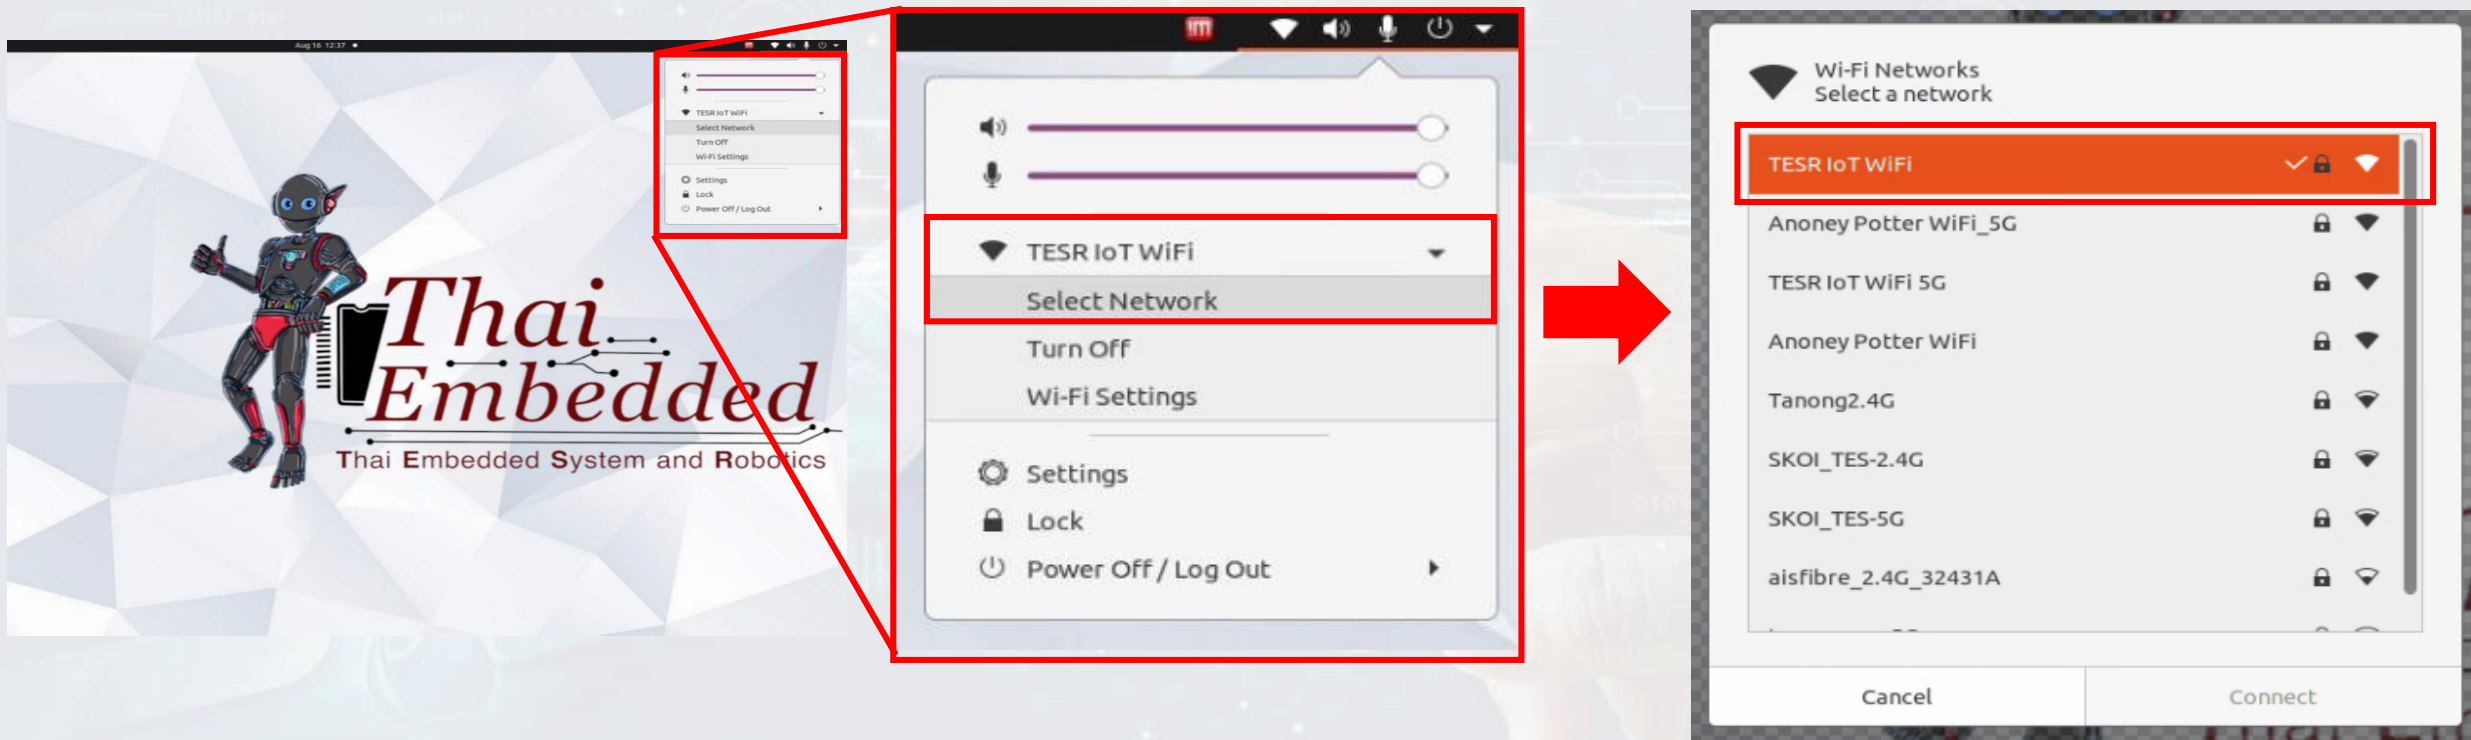 Aug 16 12:37
TESR IoT WiFi
Select Network
Turn Off
Wi-Fi Settings
Settings
Lock
Power Off / Log Out
Thai
Embedded
Thai Embedded System and Robotics
TESR IoT WiFi
Select Network
Turn Off
Wi-Fi Settings
Settings
Lock
Power Off / Log Out
Wi-Fi Networks
Select a network
TESR IoT WiFi
Anoney Potter WiFi_5G
TESR IoT WiFi 5G
Anoney Potter WiFi
Tanong2.4G
SKOI_TES-2.4G
SKOI_TES-5G
aisfibre_2.4G_32431A
Cancel
Connect